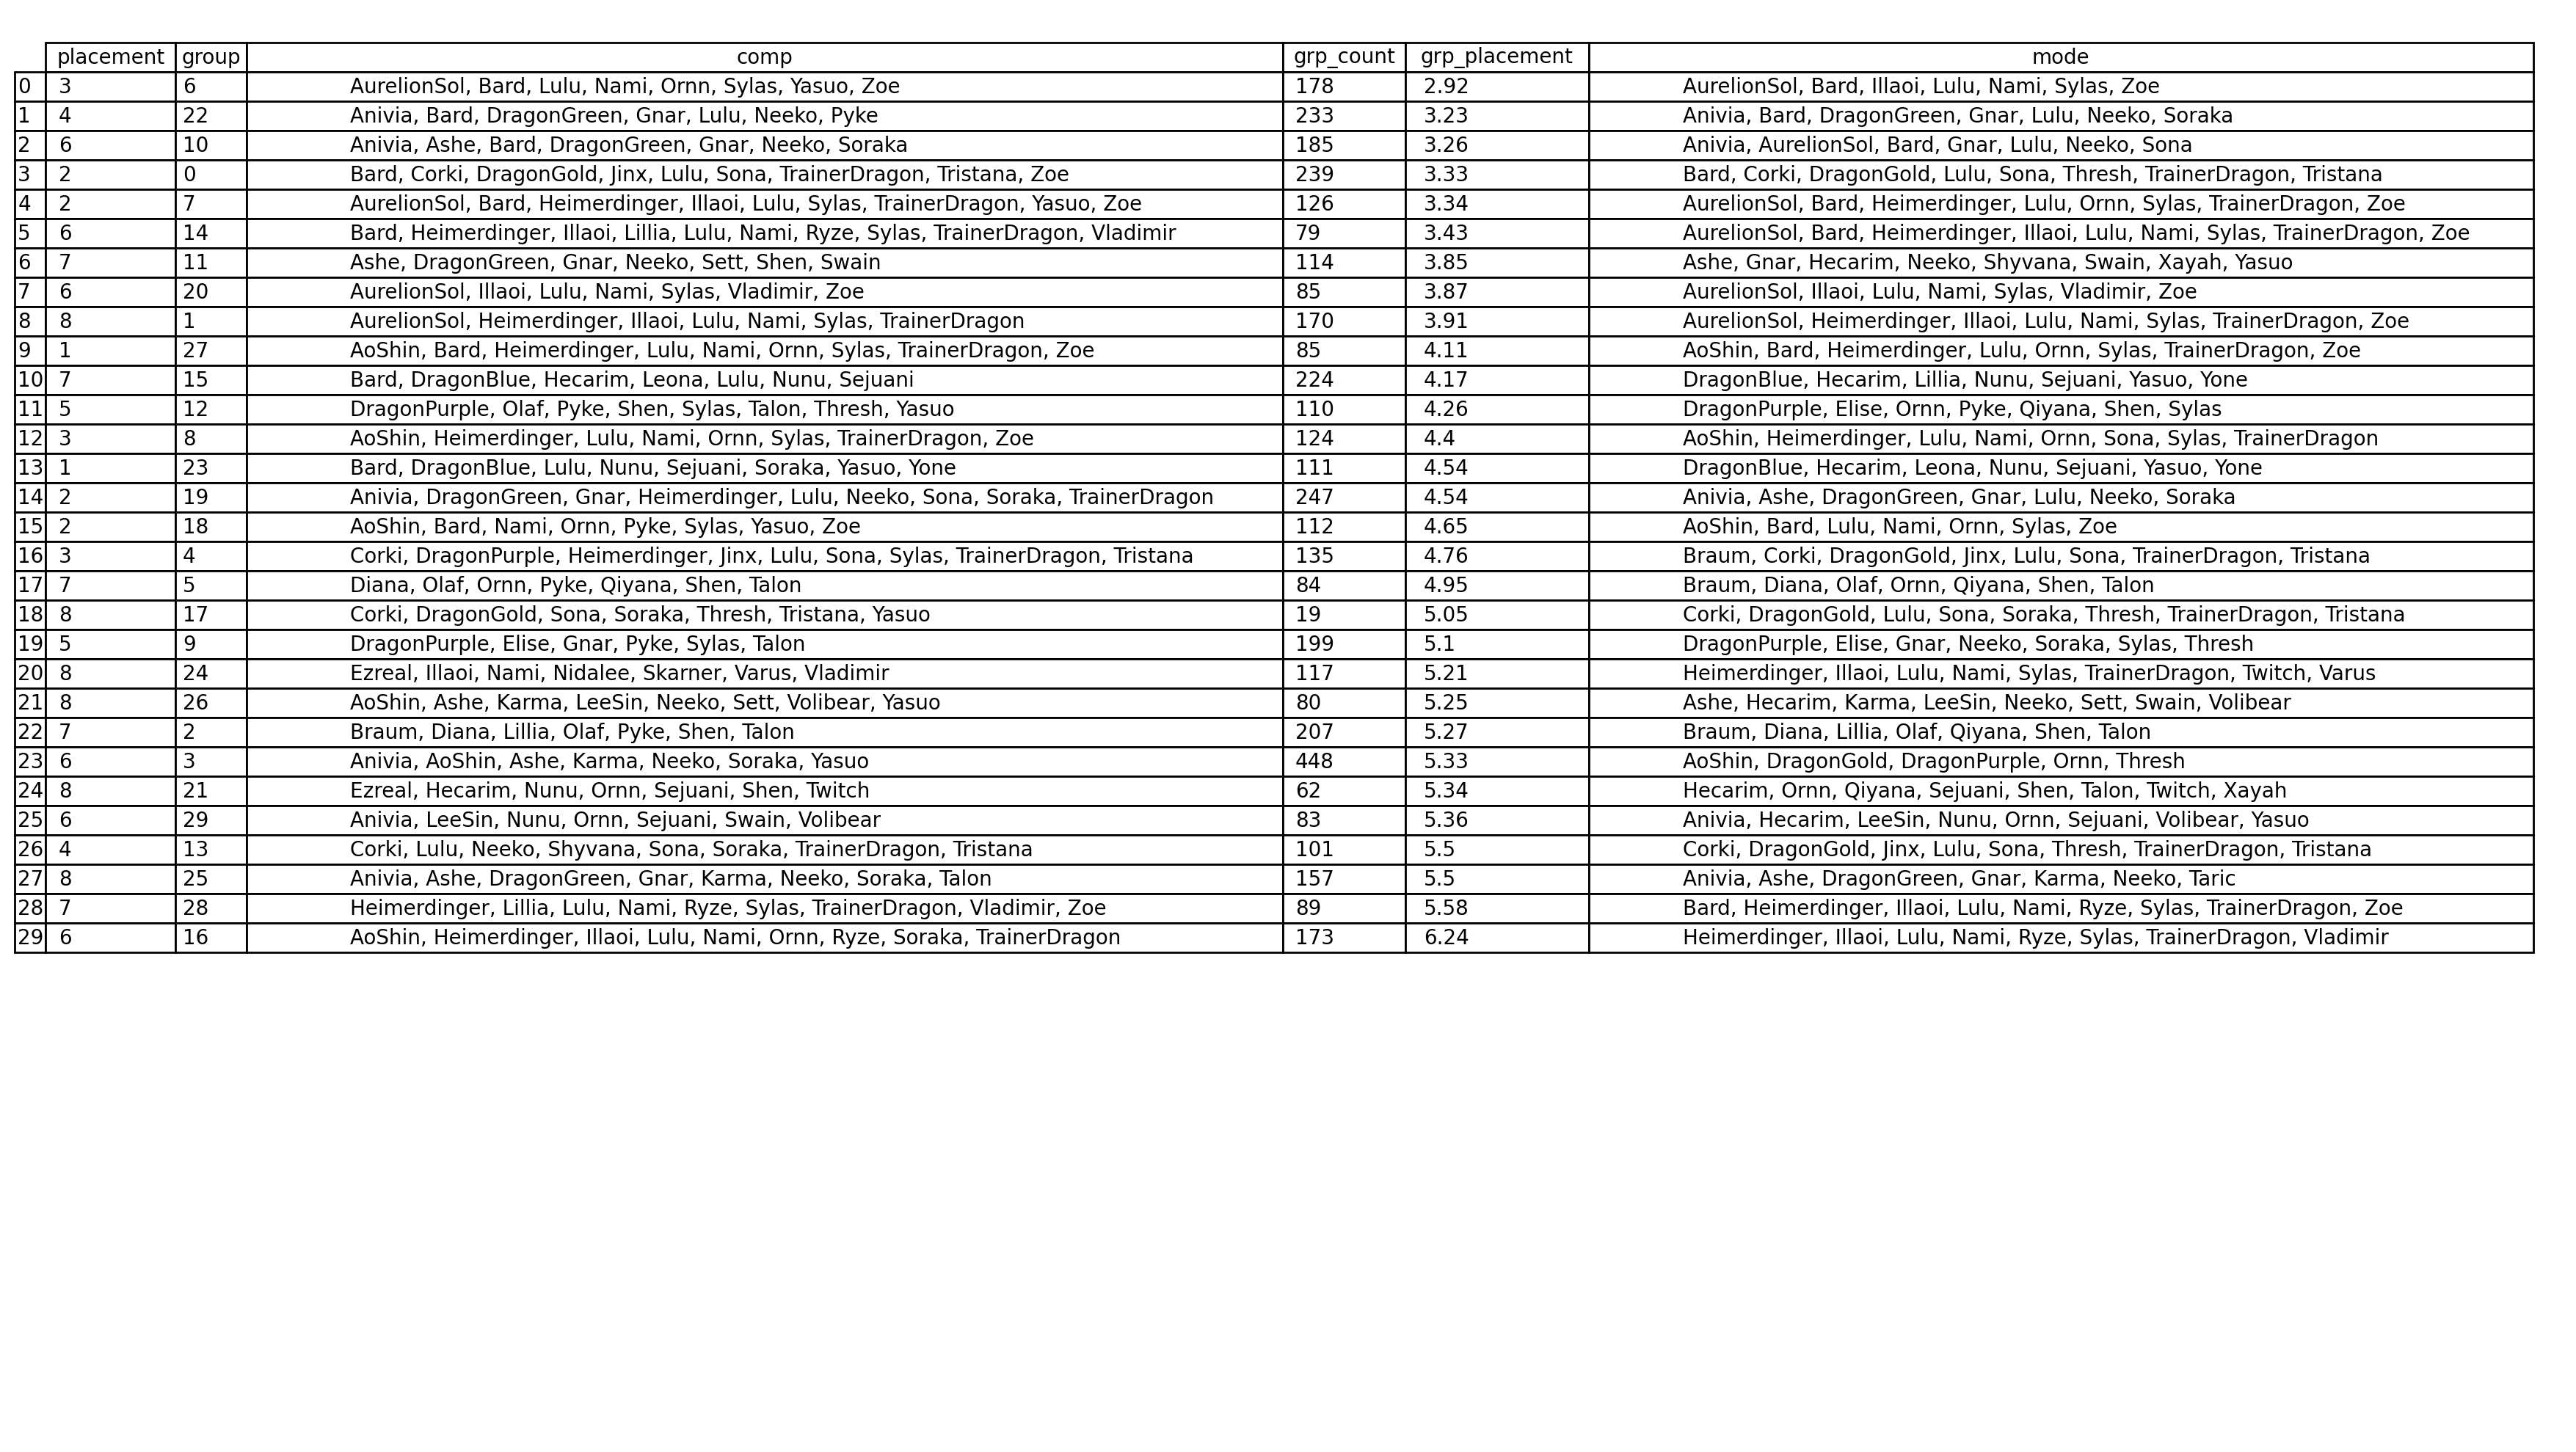 placement group comp grp_count grp_placement mode
0 3 6 AurelionSol, Bard, Lulu, Nami, Ornn, Sylas, Yasuo, Zoe 178 2.92 AurelionSol, Bard, Illaoi, Lulu, Nami, Sylas, Zoe
1 4 22 Anivia, Bard, DragonGreen, Gnar, Lulu, Neeko, Pyke 233 3.23 Anivia, Bard, DragonGreen, Gnar, Lulu, Neeko, Soraka
2 6 10 Anivia, Ashe, Bard, DragonGreen, Gnar, Neeko, Soraka 185 3.26 Anivia, AurelionSol, Bard, Gnar, Lulu, Neeko, Sona
3 2 0 Bard, Corki, DragonGold, Jinx, Lulu, Sona, TrainerDragon, Tristana, Zoe 239 3.33 Bard, Corki, DragonGold, Lulu, Sona, Thresh, TrainerDragon, Tristana
4 2 7 AurelionSol, Bard, Heimerdinger, Illaoi, Lulu, Sylas, TrainerDragon, Yasuo, Zoe 126 3.34 AurelionSol, Bard, Heimerdinger, Lulu, Ornn, Sylas, TrainerDragon, Zoe
5 6 14 Bard, Heimerdinger, Illaoi, Lillia, Lulu, Nami, Ryze, Sylas, TrainerDragon, Vladimir 79 3.43 AurelionSol, Bard, Heimerdinger, Illaoi, Lulu, Nami, Sylas, TrainerDragon, Zoe
6 7 11 Ashe, DragonGreen, Gnar, Neeko, Sett, Shen, Swain 114 3.85 Ashe, Gnar, Hecarim, Neeko, Shyvana, Swain, Xayah, Yasuo
7 6 20 AurelionSol, Illaoi, Lulu, Nami, Sylas, Vladimir, Zoe 85 3.87 AurelionSol, Illaoi, Lulu, Nami, Sylas, Vladimir, Zoe
8 8 1 AurelionSol, Heimerdinger, Illaoi, Lulu, Nami, Sylas, TrainerDragon 170 3.91 AurelionSol, Heimerdinger, Illaoi, Lulu, Nami, Sylas, TrainerDragon, Zoe
9 1 27 AoShin, Bard, Heimerdinger, Lulu, Nami, Ornn, Sylas, TrainerDragon, Zoe 85 4.11 AoShin, Bard, Heimerdinger, Lulu, Ornn, Sylas, TrainerDragon, Zoe
10 7 15 Bard, DragonBlue, Hecarim, Leona, Lulu, Nunu, Sejuani 224 4.17 DragonBlue, Hecarim, Lillia, Nunu, Sejuani, Yasuo, Yone
11 5 12 DragonPurple, Olaf, Pyke, Shen, Sylas, Talon, Thresh, Yasuo 110 4.26 DragonPurple, Elise, Ornn, Pyke, Qiyana, Shen, Sylas
12 3 8 AoShin, Heimerdinger, Lulu, Nami, Ornn, Sylas, TrainerDragon, Zoe 124 4.4 AoShin, Heimerdinger, Lulu, Nami, Ornn, Sona, Sylas, TrainerDragon
13 1 23 Bard, DragonBlue, Lulu, Nunu, Sejuani, Soraka, Yasuo, Yone 111 4.54 DragonBlue, Hecarim, Leona, Nunu, Sejuani, Yasuo, Yone
14 2 19 Anivia, DragonGreen, Gnar, Heimerdinger, Lulu, Neeko, Sona, Soraka, TrainerDragon 247 4.54 Anivia, Ashe, DragonGreen, Gnar, Lulu, Neeko, Soraka
15 2 18 AoShin, Bard, Nami, Ornn, Pyke, Sylas, Yasuo, Zoe 112 4.65 AoShin, Bard, Lulu, Nami, Ornn, Sylas, Zoe
16 3 4 Corki, DragonPurple, Heimerdinger, Jinx, Lulu, Sona, Sylas, TrainerDragon, Tristana 135 4.76 Braum, Corki, DragonGold, Jinx, Lulu, Sona, TrainerDragon, Tristana
17 7 5 Diana, Olaf, Ornn, Pyke, Qiyana, Shen, Talon 84 4.95 Braum, Diana, Olaf, Ornn, Qiyana, Shen, Talon
18 8 17 Corki, DragonGold, Sona, Soraka, Thresh, Tristana, Yasuo 19 5.05 Corki, DragonGold, Lulu, Sona, Soraka, Thresh, TrainerDragon, Tristana
19 5 9 DragonPurple, Elise, Gnar, Pyke, Sylas, Talon 199 5.1 DragonPurple, Elise, Gnar, Neeko, Soraka, Sylas, Thresh
20 8 24 Ezreal, Illaoi, Nami, Nidalee, Skarner, Varus, Vladimir 117 5.21 Heimerdinger, Illaoi, Lulu, Nami, Sylas, TrainerDragon, Twitch, Varus
21 8 26 AoShin, Ashe, Karma, LeeSin, Neeko, Sett, Volibear, Yasuo 80 5.25 Ashe, Hecarim, Karma, LeeSin, Neeko, Sett, Swain, Volibear
22 7 2 Braum, Diana, Lillia, Olaf, Pyke, Shen, Talon 207 5.27 Braum, Diana, Lillia, Olaf, Qiyana, Shen, Talon
23 6 3 Anivia, AoShin, Ashe, Karma, Neeko, Soraka, Yasuo 448 5.33 AoShin, DragonGold, DragonPurple, Ornn, Thresh
24 8 21 Ezreal, Hecarim, Nunu, Ornn, Sejuani, Shen, Twitch 62 5.34 Hecarim, Ornn, Qiyana, Sejuani, Shen, Talon, Twitch, Xayah
25 6 29 Anivia, LeeSin, Nunu, Ornn, Sejuani, Swain, Volibear 83 5.36 Anivia, Hecarim, LeeSin, Nunu, Ornn, Sejuani, Volibear, Yasuo
26 4 13 Corki, Lulu, Neeko, Shyvana, Sona, Soraka, TrainerDragon, Tristana 101 5.5 Corki, DragonGold, Jinx, Lulu, Sona, Thresh, TrainerDragon, Tristana
27 8 25 Anivia, Ashe, DragonGreen, Gnar, Karma, Neeko, Soraka, Talon 157 5.5 Anivia, Ashe, DragonGreen, Gnar, Karma, Neeko, Taric
28 7 28 Heimerdinger, Lillia, Lulu, Nami, Ryze, Sylas, TrainerDragon, Vladimir, Zoe 89 5.58 Bard, Heimerdinger, Illaoi, Lulu, Nami, Ryze, Sylas, TrainerDragon, Zoe
29 6 16 AoShin, Heimerdinger, Illaoi, Lulu, Nami, Ornn, Ryze, Soraka, TrainerDragon 173 6.24 Heimerdinger, Illaoi, Lulu, Nami, Ryze, Sylas, TrainerDragon, Vladimir